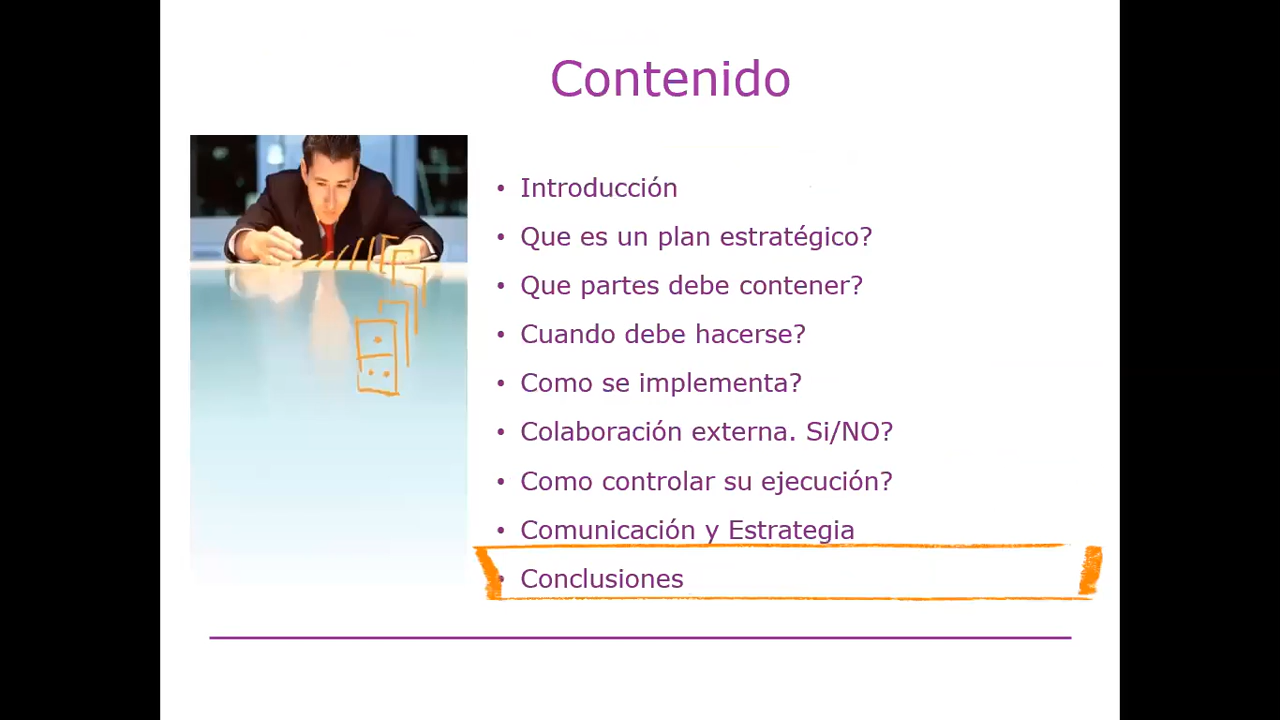 Contenido
• Introducción
• Que es un plan estratégico?
• Que partes debe contener?
• Cuando debe hacerse?
• Como se implementa?
• Colaboración externa. Si/NO?
• Como controlar su ejecución?
• Comunicación y Estrategia
• Conclusiones